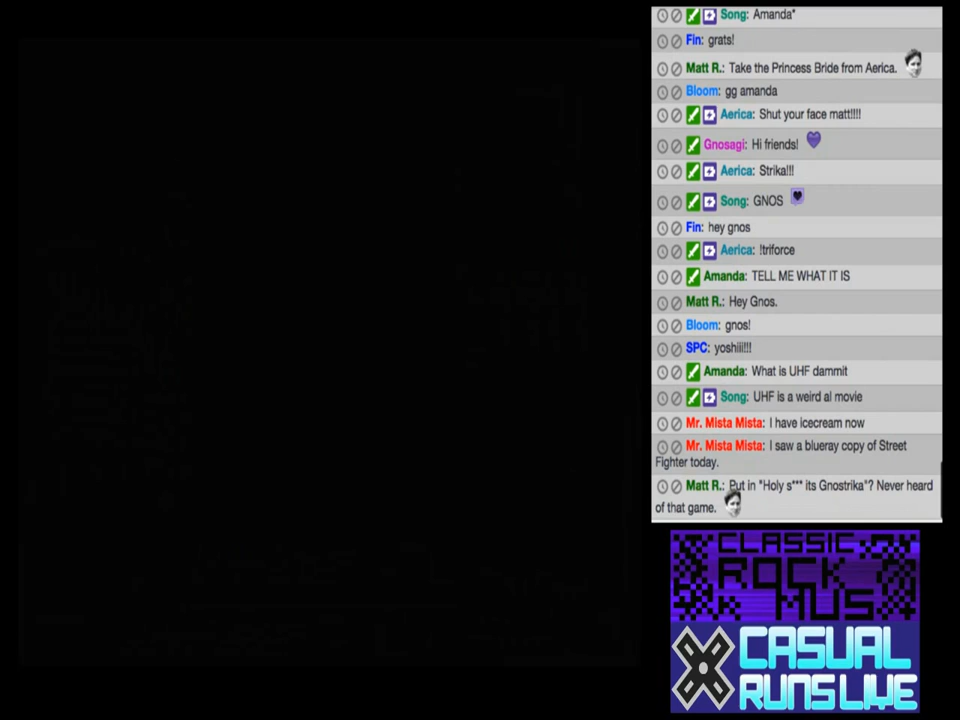 Song: Amanda*
Fin: grats!
Matt R.: Take the Princess Bride from Aerica.
Bloom: gg amanda
Aerica: Shut your face matt!!!!
Gnosagi: Hi friends!
Aerica: Strika!!!
Song: GNOS
Fin: hey gnos
Aerica: !triforce
Amanda: TELL ME WHAT IT IS
Matt R.: Hey Gnos.
Bloom: gnos!
SPC: yoshiii!!!
Amanda: What is UHF dammit
Song: UHF is a weird al movie
Mr. Mista Mista: I have icecream now
Mr. Mista Mista: I saw a blueray copy of Street
Fighter today.
Matt R.: Put in "Holy s*** its Gnostrika"? Never heard
of that game.
CLASSIC
ROCK
MUS
CASUAL
RUNSLIVE